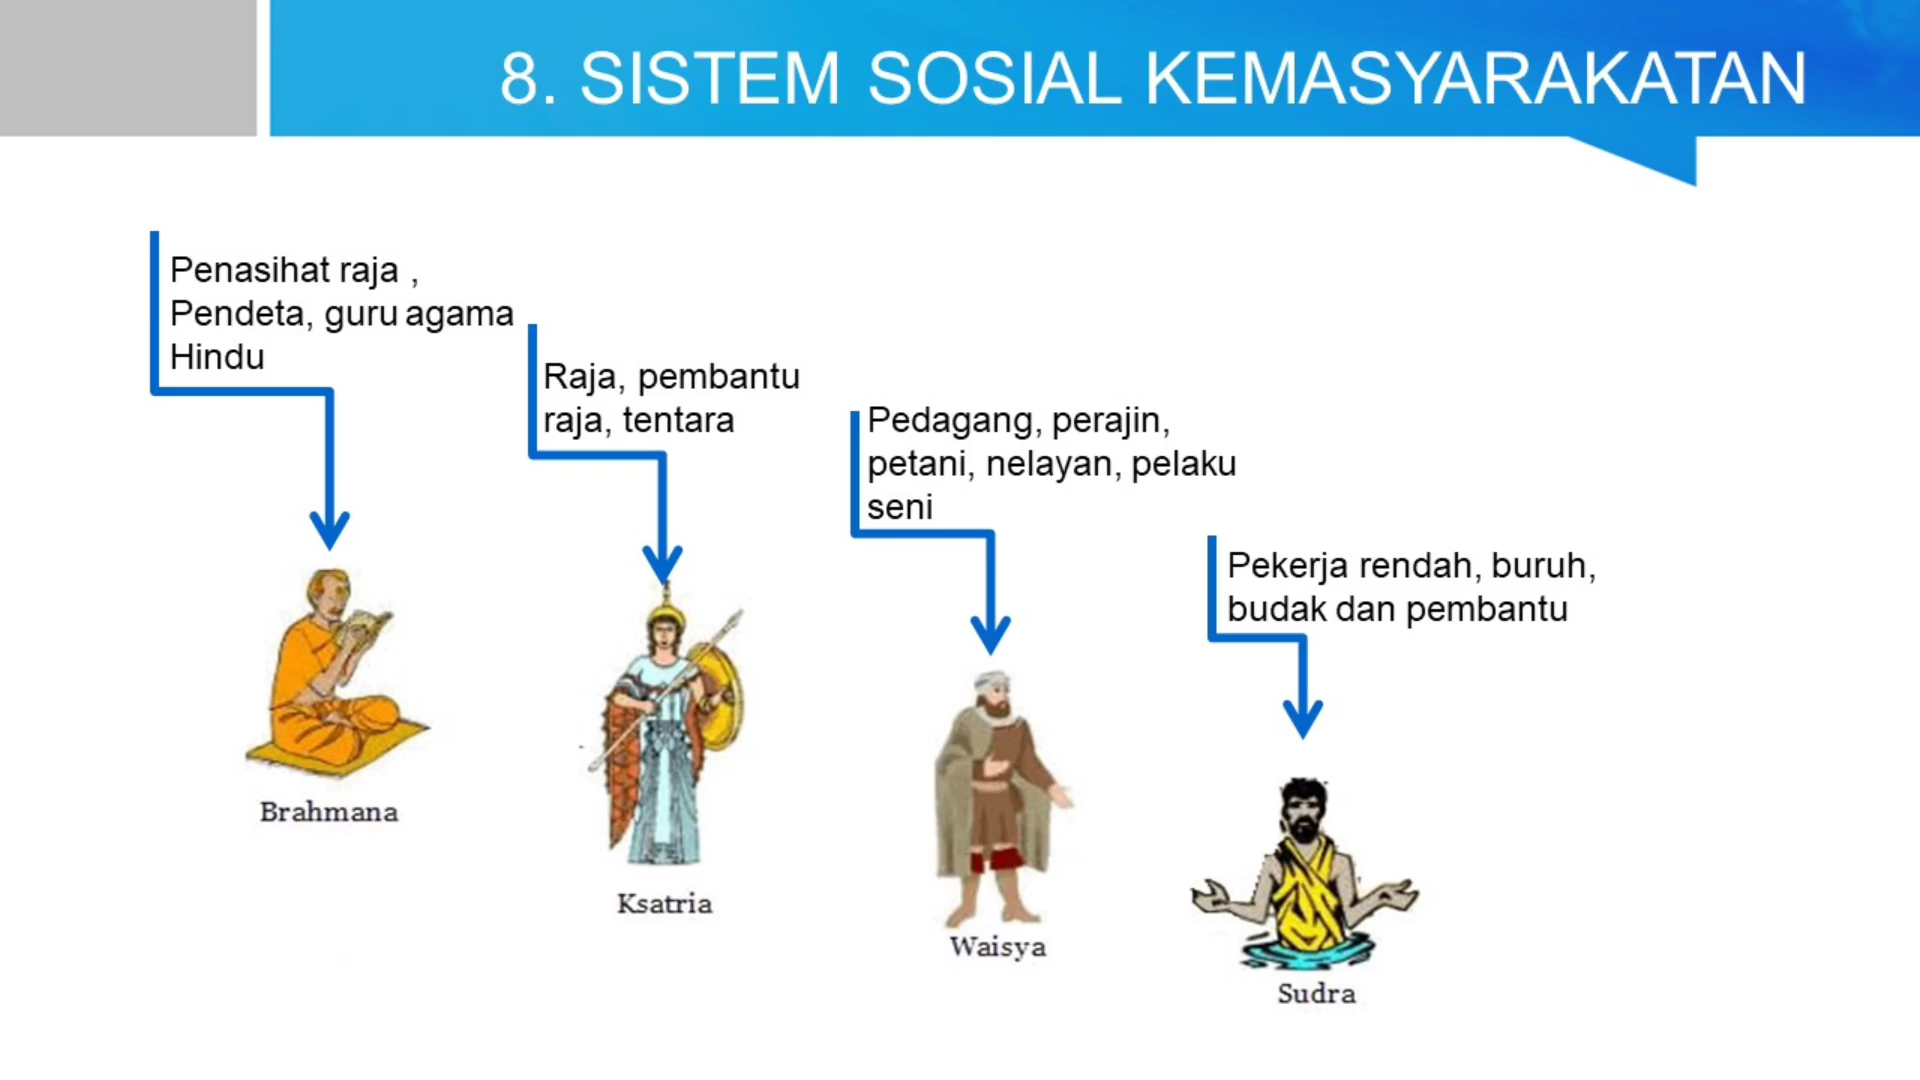 8. SISTEM SOSIAL KEMASYARAKATAN
Penasihat raja ,
Pendeta, guru agama
Hindu
Raja, pembantu
raja, tentara
Pedagang, perajin,
petani, nelayan, pelaku
seni
Pekerja rendah, buruh,
budak dan pembantu
Brahmana
Ksatria
Waisya
Sudra